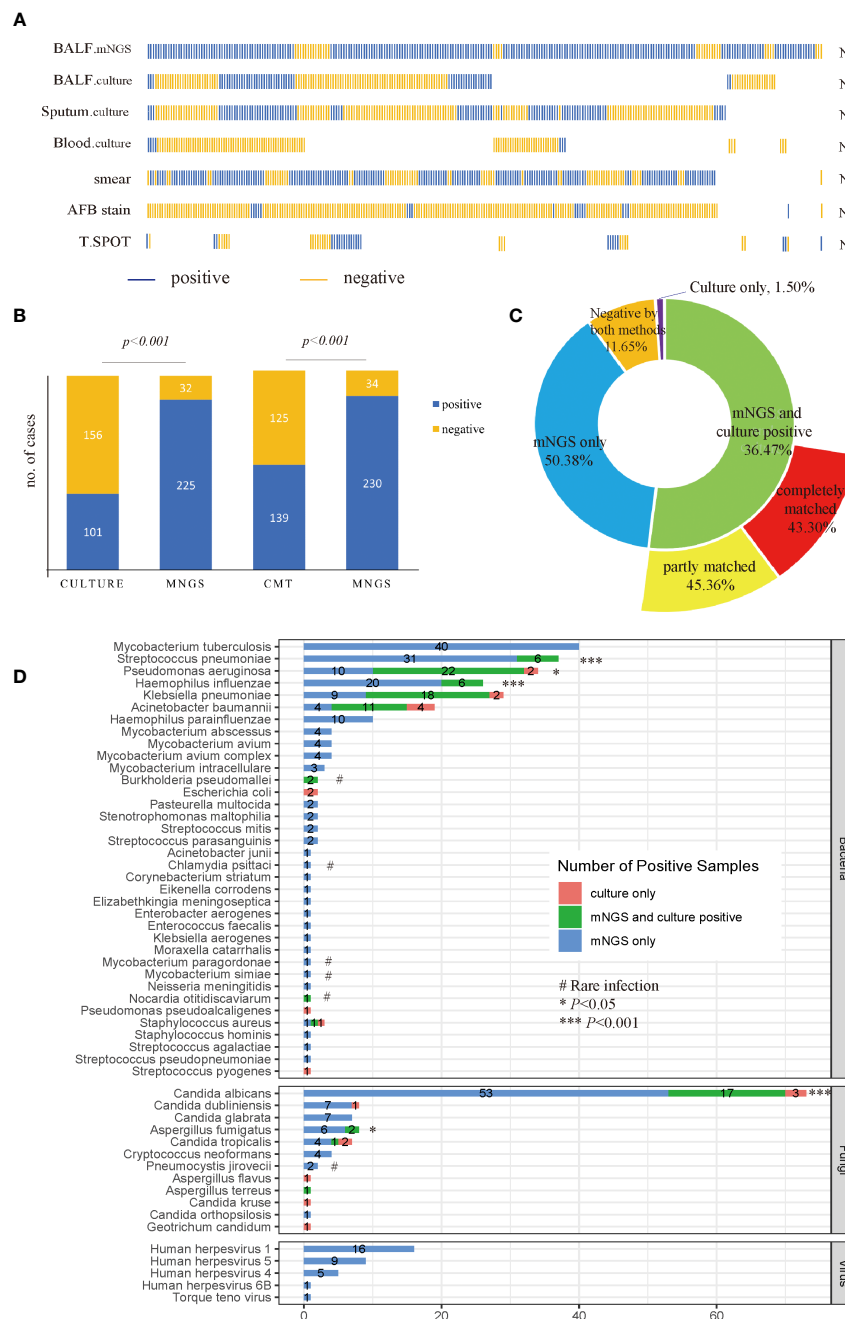 A
BALF.mNGS
N
BALF.culture
N
Sputum.culture
N
Blood.culture
N
smear
N
AFB stain
N
T.SPOT
N
positive
negative
B
p<0.001
p<0.001
no. of cases
156
32
125
34
101
225
139
230
CULTURE
MNGS
CMT
MNGS
positive
negative
C
Culture only, 1.50%
Negative by
both methods
11.65%
mNGS only
50.38%
mNGS and
culture positive
36.47%
completely
matched
43.30%
partly matched
45.36%
D
Mycobacterium tuberculosis 40
Streptococcus pneumoniae 31 6 ***
Pseudomonas aeruginosa 10 22 2 *
Haemophilus influenzae 20 6 ***
Klebsiella pneumoniae 9 18 2
Acinetobacter baumannii 4 11 4
Haemophilus parainfluenzae 10
Mycobacterium abscessus 4
Mycobacterium avium 4
Mycobacterium avium complex 4
Mycobacterium intracellulare 3
Burkholderia pseudomallei 2 #
Escherichia coli 2
Pasteurella multocida 2
Stenotrophomonas maltophilia 2
Streptococcus mitis 2
Streptococcus parasanguinis 2
Acinetobacter junii 1
Chlamydia psittaci 1 #
Corynebacterium striatum 1
Eikenella corrodens 1
Elizabethkingia meningoseptica 1
Enterobacter aerogenes 1
Enterococcus faecalis 1
Klebsiella aerogenes 1
Moraxella catarrhalis 1
Mycobacterium paragordonae 1 #
Mycobacterium simiae 1 #
Neisseria meningitidis 1
Nocardia otitidiscaviarum 1 #
Pseudomonas pseudoalcaligenes 1
Staphylococcus aureus 1 1 1
Staphylococcus hominis 1
Streptococcus agalactiae 1
Streptococcus pseudopneumoniae 1
Streptococcus pyogenes 1
Bacteria
Number of Positive Samples
culture only
mNGS and culture positive
mNGS only
# Rare infection
* P<0.05
*** P<0.001
Candida albicans 53 17 3 ***
Candida dubliniensis 7 1
Candida glabrata 7
Aspergillus fumigatus 6 2 *
Candida tropicalis 4 1 2
Cryptococcus neoformans 4
Pneumocystis jirovecii 2 #
Aspergillus flavus 1
Aspergillus terreus 1
Candida kruse 1
Candida orthopsilosis 1
Geotrichum candidum 1
Fungi
Human herpesvirus 1 16
Human herpesvirus 5 9
Human herpesvirus 4 5
Human herpesvirus 6B 1
Torque teno virus 1
Virus
0 20 40 60